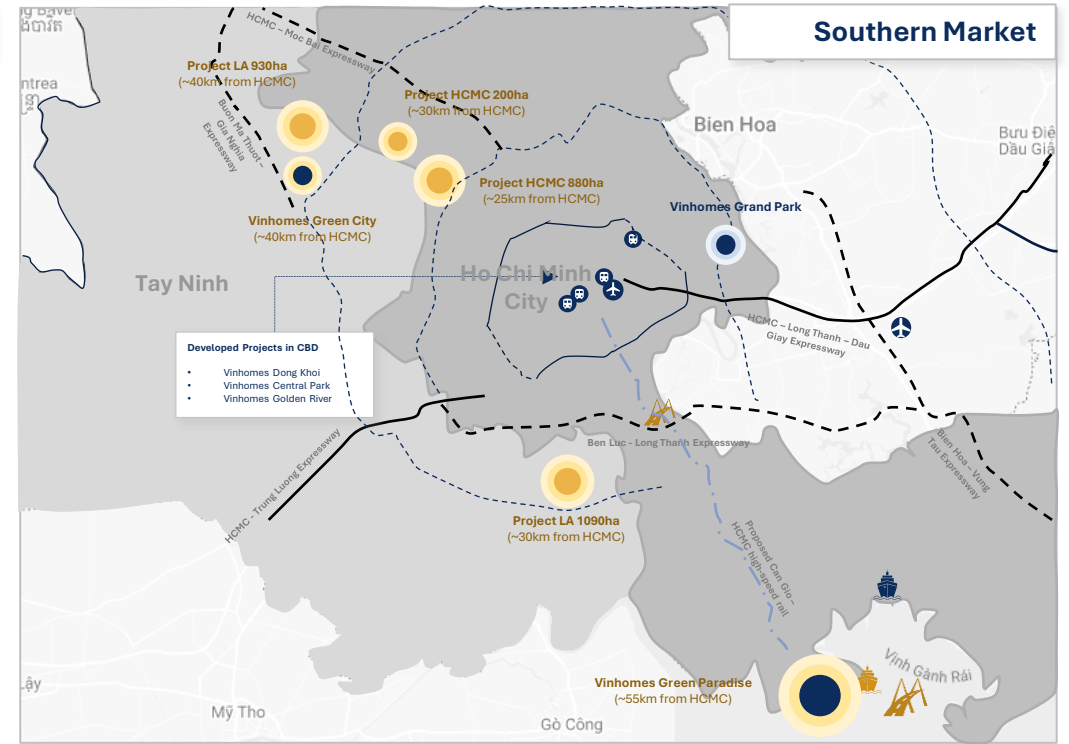 Southern Market
HCMC – Moc Bai Expressway
Project LA 930ha
(~40km from HCMC)
Project HCMC 200ha
(~30km from HCMC)
Buon Ma Thuot –
Gia Nghia
Expressway
Bien Hoa
Bưu Điệ
Dầu Giâ
ntrea
Project HCMC 880ha
(~25km from HCMC)
Vinhomes Grand Park
Vinhomes Green City
(~40km from HCMC)
Tay Ninh
Ho Chi Minh
City
HCMC – Long Thanh – Dau
Giay Expressway
Developed Projects in CBD
• Vinhomes Dong Khoi
• Vinhomes Central Park
• Vinhomes Golden River
HCMC - Trung Luong Expressway
Ben Luc - Long Thanh Expressway
Bien Hoa – Vung
Tau Expressway
Project LA 1090ha
(~30km from HCMC)
Proposed Can Gio –
HCMC high-speed rail
Vịnh Gành Rái
Vinhomes Green Paradise
(~55km from HCMC)
ậy
Mỹ Tho
Gò Công